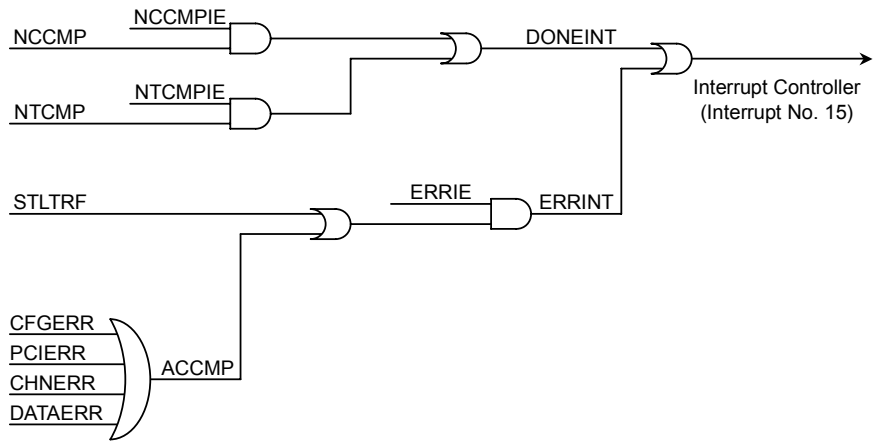 NCCMPIE
NCCMP
DONEINT
Interrupt Controller
(Interrupt No. 15)
NTCMPIE
NTCMP
ERRIE
STLTRF
ERRINT
CFGERR
PCIERR
ACCMP
CHNERR
DATAERR